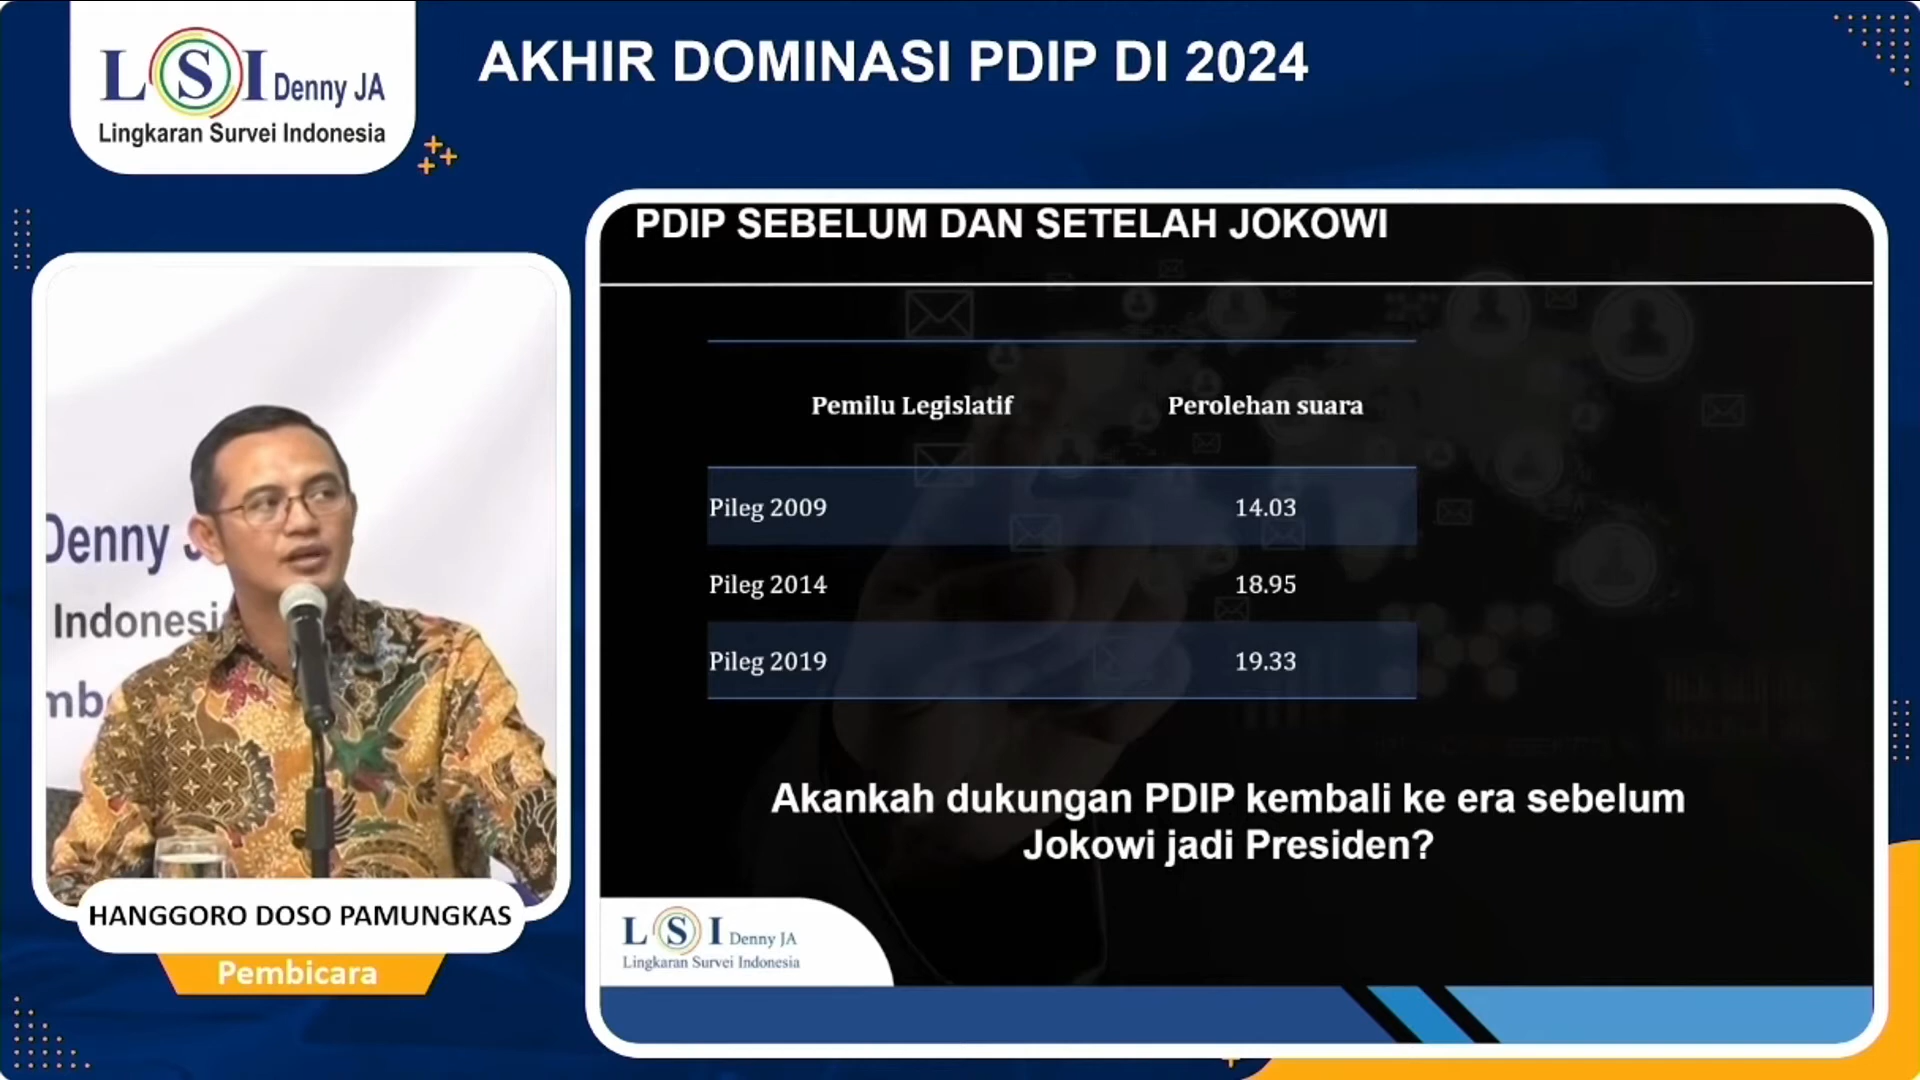 LSI Denny JA
Lingkaran Survei Indonesia
AKHIR DOMINASI PDIP DI 2024
PDIP SEBELUM DAN SETELAH JOKOWI
Pemilu Legislatif Perolehan suara
Pileg 2009 14.03
Pileg 2014 18.95
Pileg 2019 19.33
Akankah dukungan PDIP kembali ke era sebelum
Jokowi jadi Presiden?
LSI Denny JA
Lingkaran Survei Indonesia
Denny J
Indonesi
mb
HANGGORO DOSO PAMUNGKAS
Pembicara